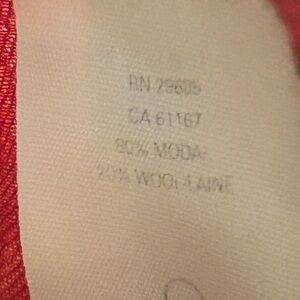 RN 29605
CA 61167
80% MODAL
20% WOOL/LAINE